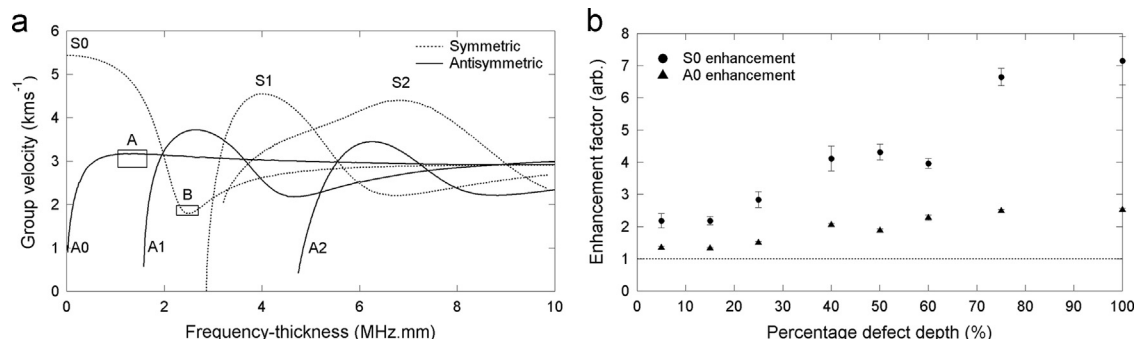 a
Group velocity (kms⁻¹)
6
5
4
3
2
1
0
S0
S1
S2
A
B
A0
A1
A2
Symmetric
Antisymmetric
0 2 4 6 8 10
Frequency-thickness (MHz.mm)
b
Enhancement factor (arb.)
8
7
6
5
4
3
2
1
0
S0 enhancement
A0 enhancement
0 10 20 30 40 50 60 70 80 90 100
Percentage defect depth (%)